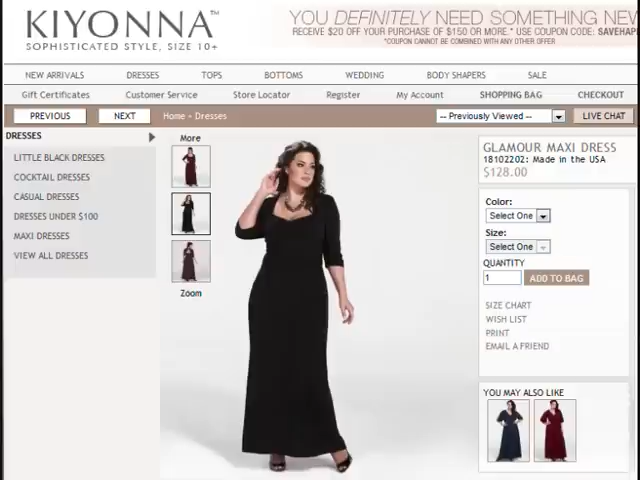 KIYONNA™
SOPHISTICATED STYLE, SIZE 10+
YOU DEFINITELY NEED SOMETHING NEW
RECEIVE $20 OFF YOUR PURCHASE OF $150 OR MORE.* USE COUPON CODE: SAVEHAP
*COUPON CANNOT BE COMBINED WITH ANY OTHER OFFER
NEW ARRIVALS DRESSES TOPS BOTTOMS WEDDING BODY SHAPERS SALE
Gift Certificates Customer Service Store Locator Register My Account SHOPPING BAG CHECKOUT
PREVIOUS NEXT Home - Dresses -- Previously Viewed -- LIVE CHAT
DRESSES
LITTLE BLACK DRESSES
COCKTAIL DRESSES
CASUAL DRESSES
DRESSES UNDER $100
MAXI DRESSES
VIEW ALL DRESSES
More
Zoom
GLAMOUR MAXI DRESS
18102202: Made in the USA
$128.00
Color:
Select One
Size:
Select One
QUANTITY
1 ADD TO BAG
SIZE CHART
WISH LIST
PRINT
EMAIL A FRIEND
YOU MAY ALSO LIKE